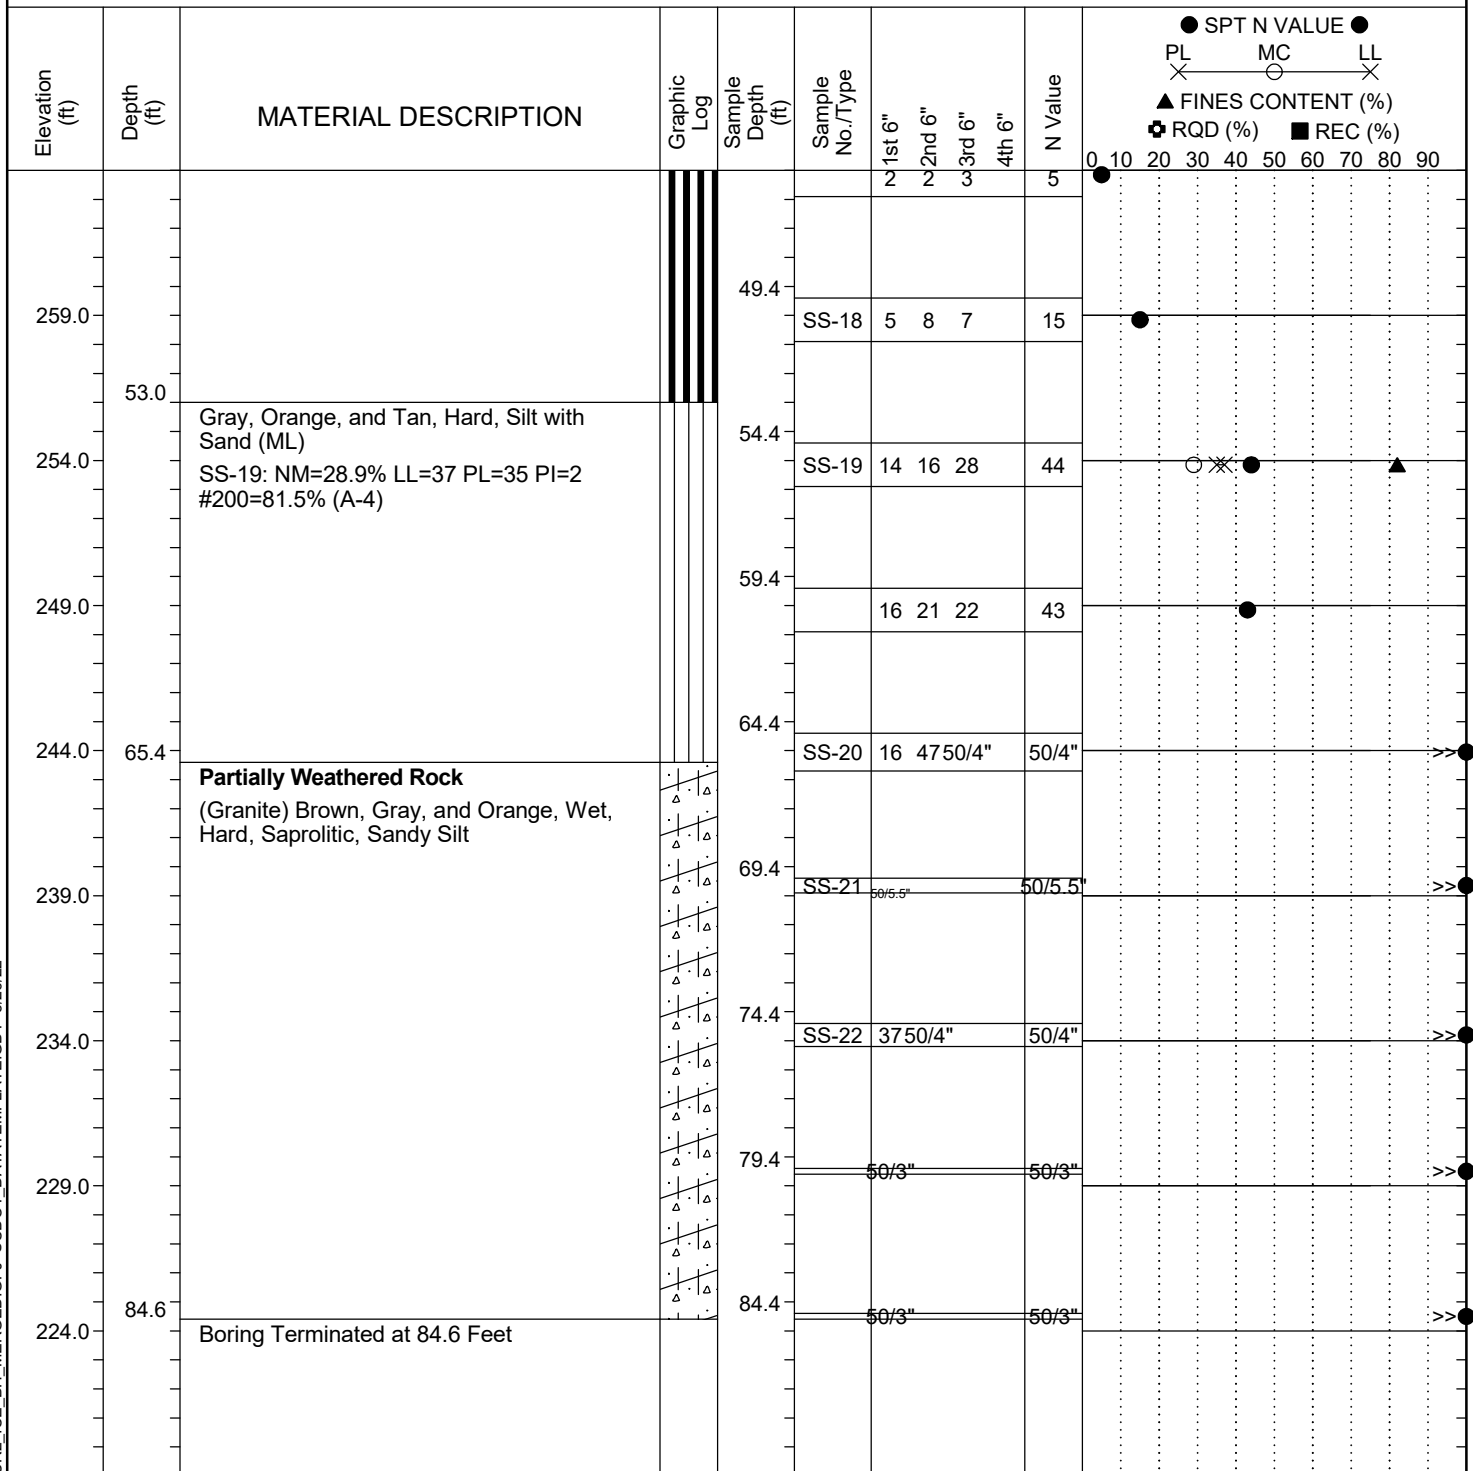 ● SPT N VALUE ●
PL MC LL
▲ FINES CONTENT (%)
RQD (%) ■ REC (%)
Elevation (ft)
Depth (ft)
MATERIAL DESCRIPTION
Graphic Log
Sample Depth (ft)
Sample No./Type
1st 6"
2nd 6"
3rd 6"
4th 6"
N Value
0 10 20 30 40 50 60 70 80 90
2 2 3 5
49.4
259.0 SS-18 5 8 7 15
53.0
Gray, Orange, and Tan, Hard, Silt with
Sand (ML)
54.4
254.0 SS-19 14 16 28 44
SS-19: NM=28.9% LL=37 PL=35 PI=2
#200=81.5% (A-4)
59.4
249.0 16 21 22 43
64.4
244.0 65.4 SS-20 16 47 50/4" 50/4" >>
Partially Weathered Rock
(Granite) Brown, Gray, and Orange, Wet,
Hard, Saprolitic, Sandy Silt
69.4
SS-21 50/5.5" 50/5.5" >>
239.0
74.4
234.0 SS-22 37 50/4" 50/4" >>
79.4
50/3" 50/3" >>
229.0
84.6 84.4
50/3" 50/3" >>
224.0 Boring Terminated at 84.6 Feet